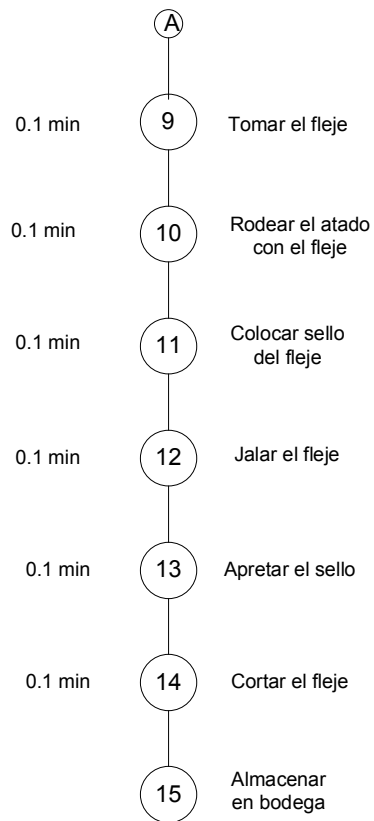 A
0.1 min 9 Tomar el fleje
0.1 min 10 Rodear el atado
con el fleje
0.1 min 11 Colocar sello
del fleje
0.1 min 12 Jalar el fleje
0.1 min 13 Apretar el sello
0.1 min 14 Cortar el fleje
15 Almacenar
en bodega